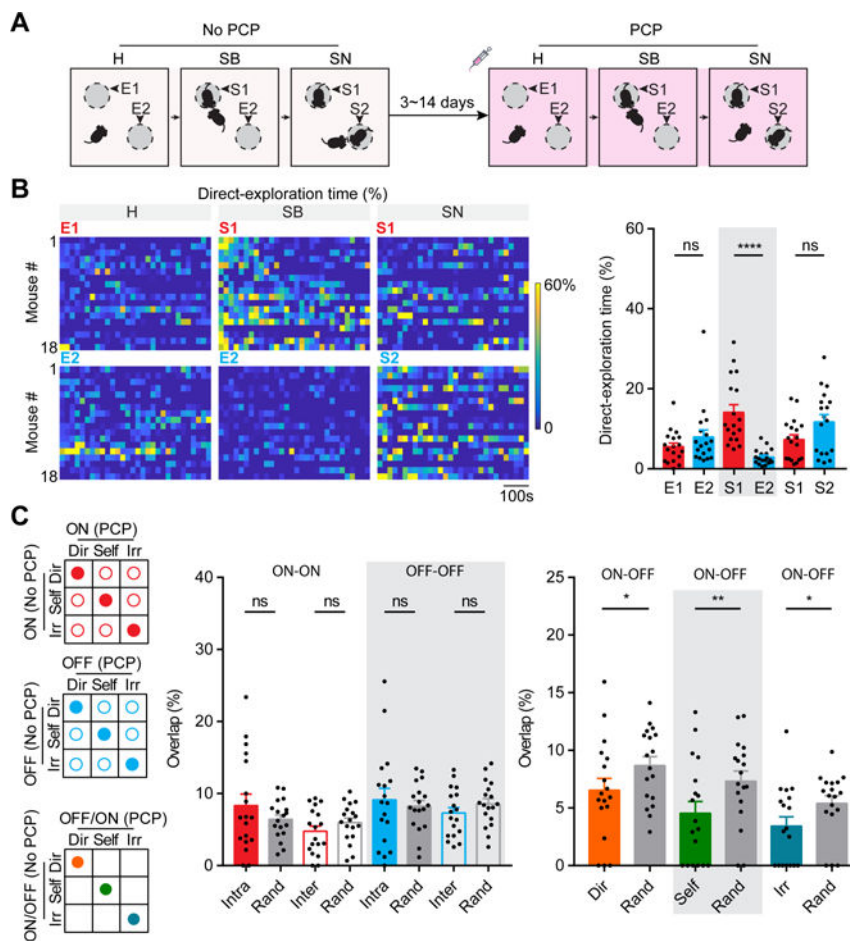 A
No PCP
PCP
H SB SN
H SB SN
E1
E2
S1
E2
S1
S2
3~14 days
E1
E2
S1
E2
S1
S2
B
Direct-exploration time (%)
H SB SN
E1 S1 S1
1
Mouse #
18
E2 E2 S2
1
Mouse #
18
60%
0
100s
Direct-exploration time (%)
60
40
20
0
ns **** ns
E1 E2 S1 E2 S1 S2
C
ON (PCP)
Dir Self Irr
ON (No PCP)
Dir
Self
Irr
OFF (PCP)
Dir Self Irr
OFF (No PCP)
Dir
Self
Irr
OFF/ON (PCP)
Dir Self Irr
ON/OFF (No PCP)
Dir
Self
Irr
Overlap (%)
40
30
20
10
0
ON-ON OFF-OFF
ns ns ns ns
Intra Rand Inter Rand Intra Rand Inter Rand
Overlap (%)
25
20
15
10
5
0
ON-OFF ON-OFF ON-OFF
* ** *
Dir Rand Self Rand Irr Rand